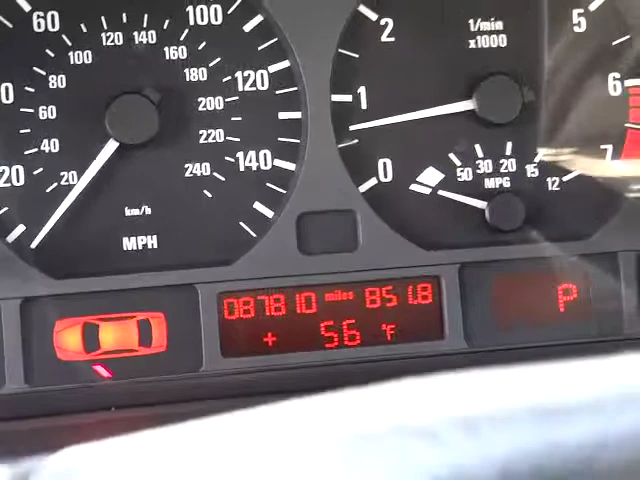 60 100
120 140
100 160
80 180 120
60 200
40 220
20 20 240 140
km/h
MPH
2 1/min x1000 5
1 6
0 7
50 30 20 15 12
MPG
087810 miles 851.8
+ 56 °F
P